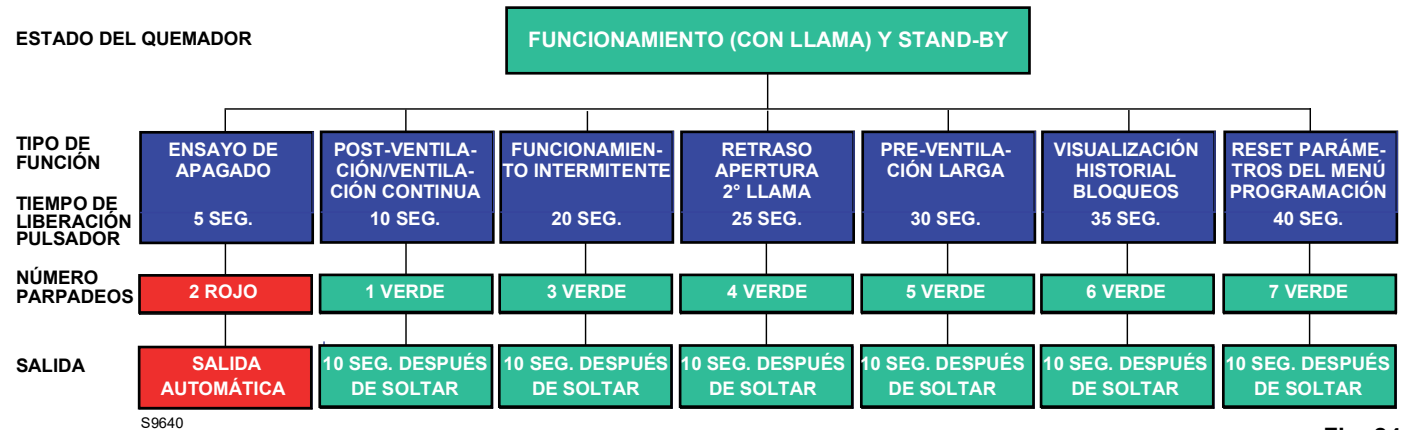 ESTADO DEL QUEMADOR
FUNCIONAMIENTO (CON LLAMA) Y STAND-BY
TIPO DE
FUNCIÓN
TIEMPO DE
LIBERACIÓN
PULSADOR
ENSAYO DE
APAGADO
5 SEG.
POST-VENTILA-
CIÓN/VENTILA-
CIÓN CONTINUA
10 SEG.
FUNCIONAMIEN-
TO INTERMITENTE
20 SEG.
RETRASO
APERTURA
2° LLAMA
25 SEG.
PRE-VENTILA-
CIÓN LARGA
30 SEG.
VISUALIZACIÓN
HISTORIAL
BLOQUEOS
35 SEG.
RESET PARÁME-
TROS DEL MENÚ
PROGRAMACIÓN
40 SEG.
NÚMERO
PARPADEOS
2 ROJO
1 VERDE
3 VERDE
4 VERDE
5 VERDE
6 VERDE
7 VERDE
SALIDA
SALIDA
AUTOMÁTICA
10 SEG. DESPUÉS
DE SOLTAR
10 SEG. DESPUÉS
DE SOLTAR
10 SEG. DESPUÉS
DE SOLTAR
10 SEG. DESPUÉS
DE SOLTAR
10 SEG. DESPUÉS
DE SOLTAR
10 SEG. DESPUÉS
DE SOLTAR
S9640